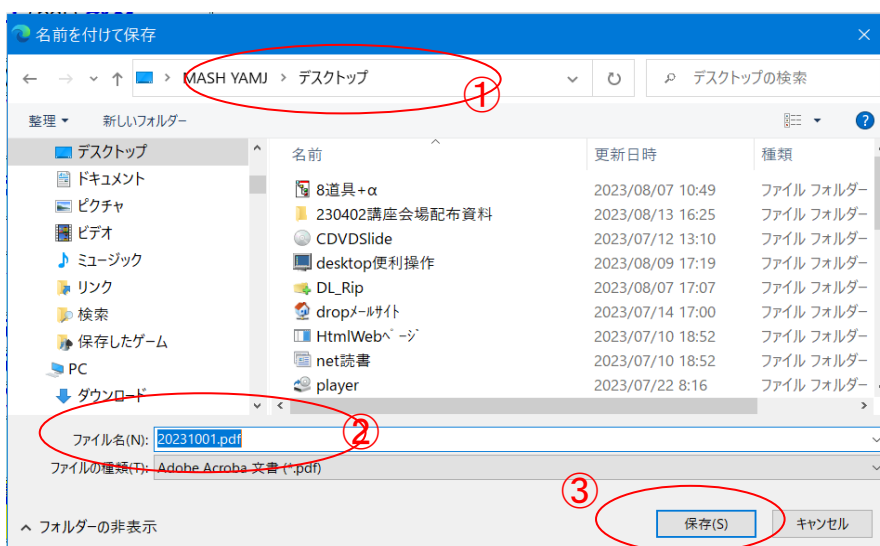 名前を付けて保存
MASH YAMJ > デスクトップ
デスクトップの検索
①
整理 新しいフォルダー
名前 更新日時 種類
デスクトップ
ドキュメント
ピクチャ
ビデオ
ミュージック
リンク
検索
保存したゲーム
PC
ダウンロード
8道具+α 2023/08/07 10:49 ファイル フォルダー
230402講座会場配布資料 2023/08/13 16:25 ファイル フォルダー
CDVDSlide 2023/07/12 13:10 ファイル フォルダー
desktop便利操作 2023/08/09 17:19 ファイル フォルダー
DL_Rip 2023/08/07 17:07 ファイル フォルダー
dropメールサイト 2023/07/14 17:00 ファイル フォルダー
HtmlWebページ 2023/07/10 18:52 ファイル フォルダー
net読書 2023/07/10 18:52 ファイル フォルダー
player 2023/07/22 8:16 ファイル フォルダー
②
ファイル名(N): 20231001.pdf
ファイルの種類(T): Adobe Acroba 文書 (*.pdf)
③
フォルダーの非表示
保存(S) キャンセル